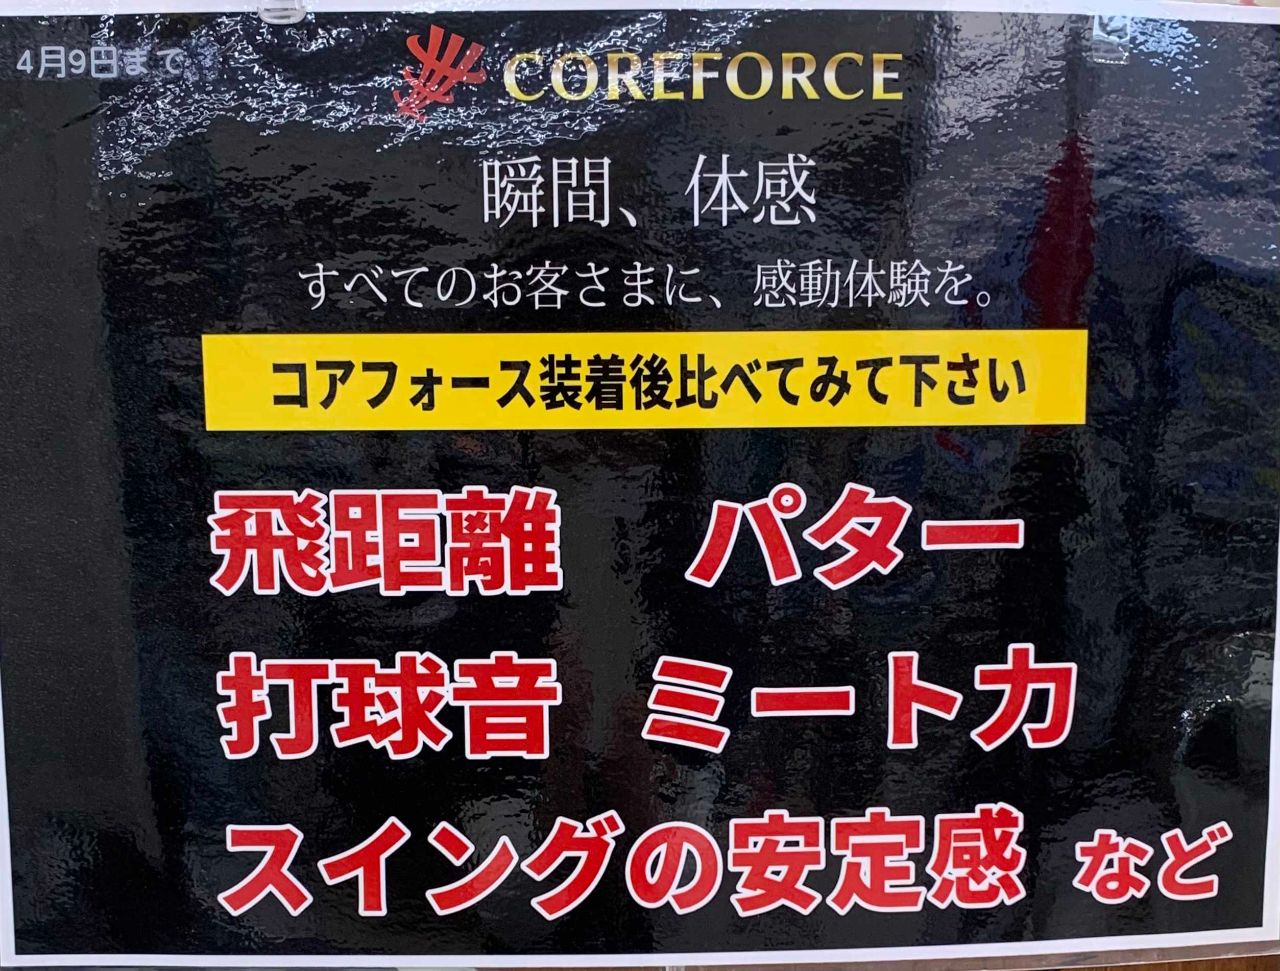 4月9日まで
COREFORCE
瞬間、体感
すべてのお客さまに、感動体験を。
コアフォース装着後比べてみて下さい
飛距離 パター
打球音 ミート力
スイングの安定感 など